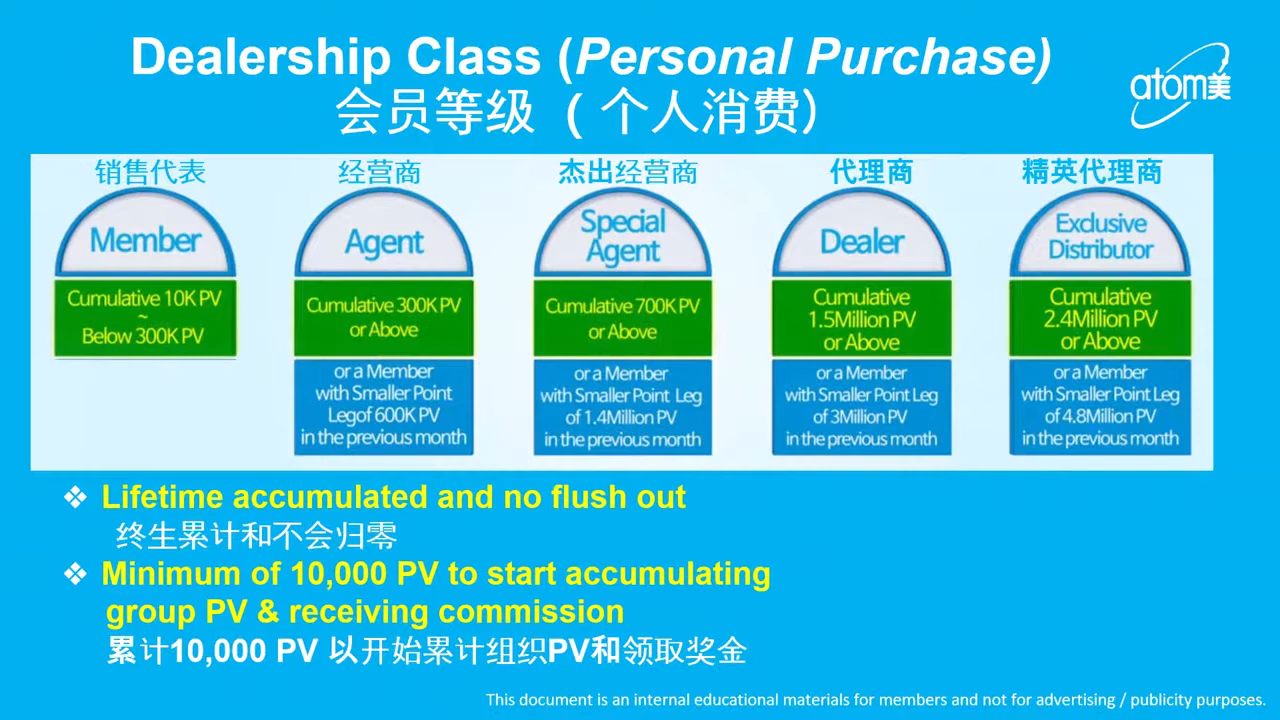 Dealership Class (Personal Purchase)
会员等级 （个人消费）
atom美
销售代表
Member
Cumulative 10K PV
~
Below 300K PV
经营商
Agent
Cumulative 300K PV
or Above
or a Member
with Smaller Point
Legof 600K PV
in the previous month
杰出经营商
Special
Agent
Cumulative 700K PV
or Above
or a Member
with Smaller Point Leg
of 1.4Million PV
in the previous month
代理商
Dealer
Cumulative
1.5Million PV
or Above
or a Member
with Smaller Point Leg
of 3Million PV
in the previous month
精英代理商
Exclusive
Distributor
Cumulative
2.4Million PV
or Above
or a Member
with Smaller Point Leg
of 4.8Million PV
in the previous month
❖ Lifetime accumulated and no flush out
终生累计和不会归零
❖ Minimum of 10,000 PV to start accumulating
group PV & receiving commission
累计10,000 PV 以开始累计组织PV和领取奖金
This document is an internal educational materials for members and not for advertising / publicity purposes.